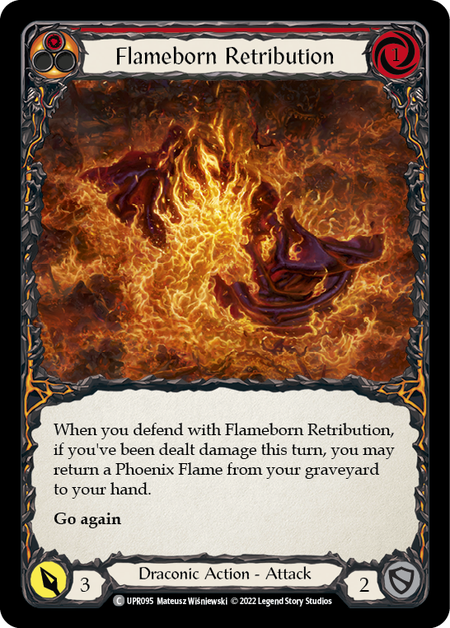 Flameborn Retribution
1
When you defend with Flameborn Retribution,
if you've been dealt damage this turn, you may
return a Phoenix Flame from your graveyard
to your hand.
Go again
3
Draconic Action - Attack
2
C UPR095 Mateusz Wiśniewski © 2022 Legend Story Studios